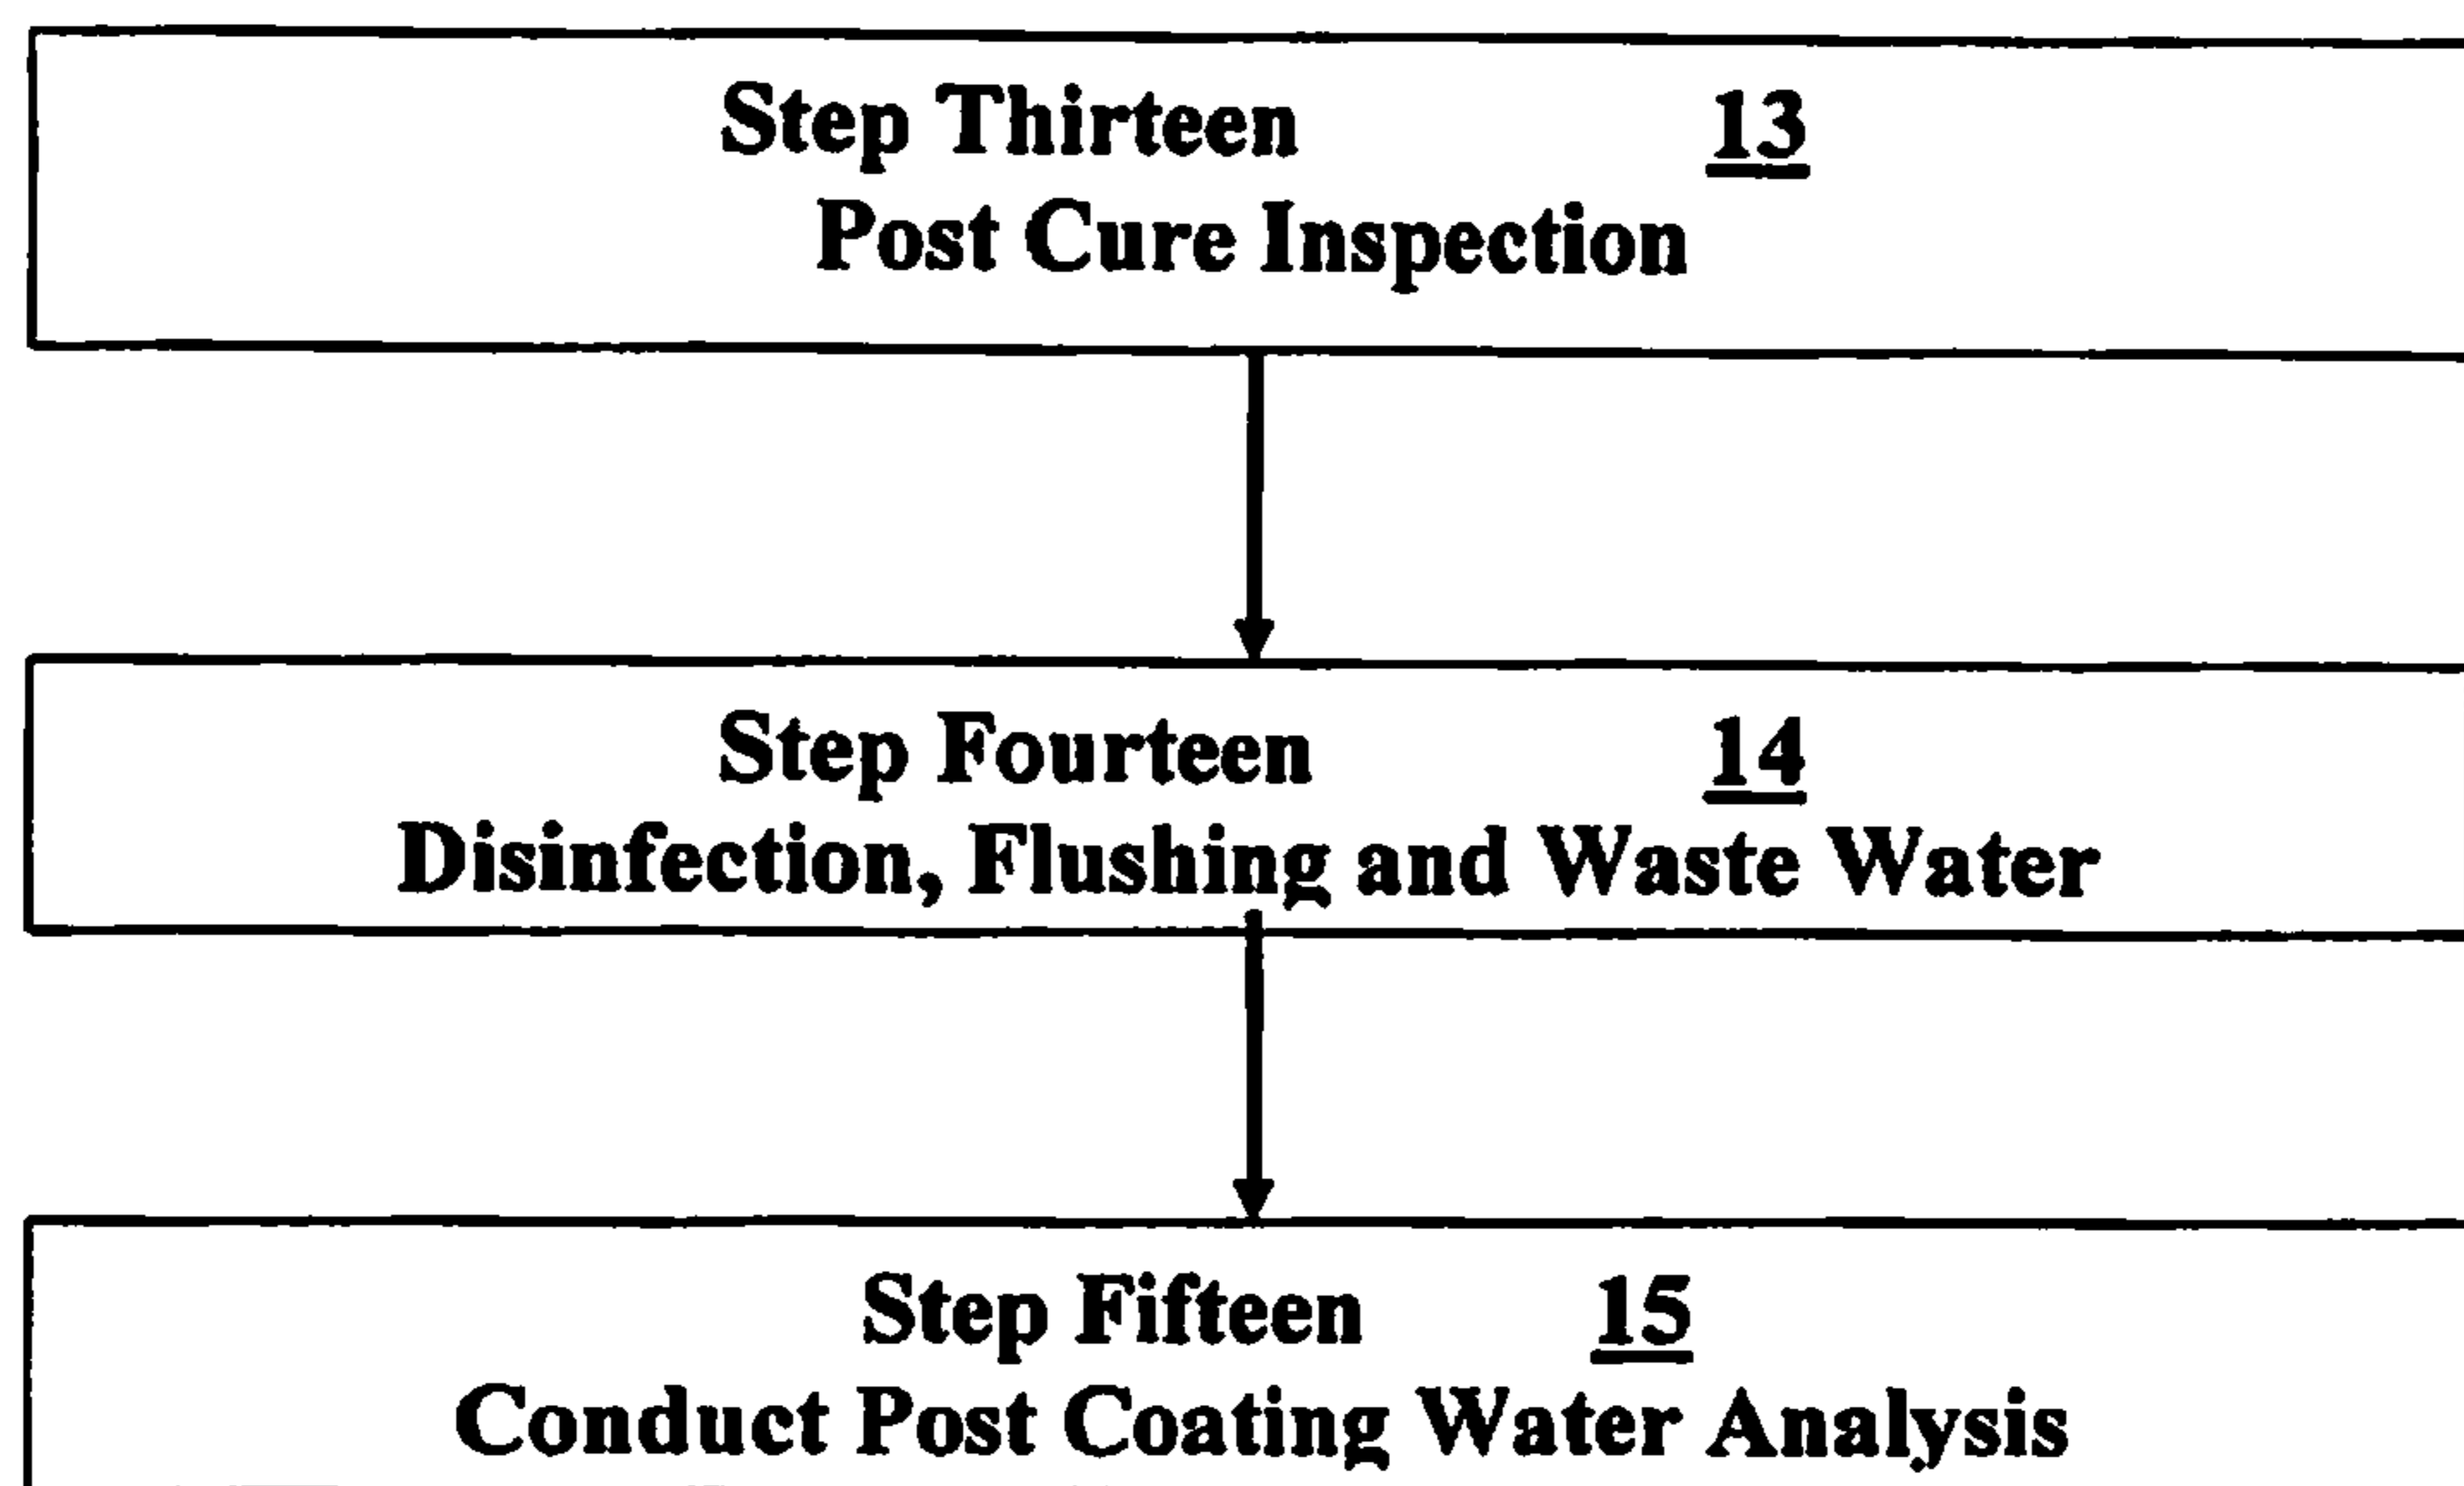 Step Thirteen 13
Post Cure Inspection
Step Fourteen 14
Disinfection, Flushing and Waste Water
Step Fifteen 15
Conduct Post Coating Water Analysis